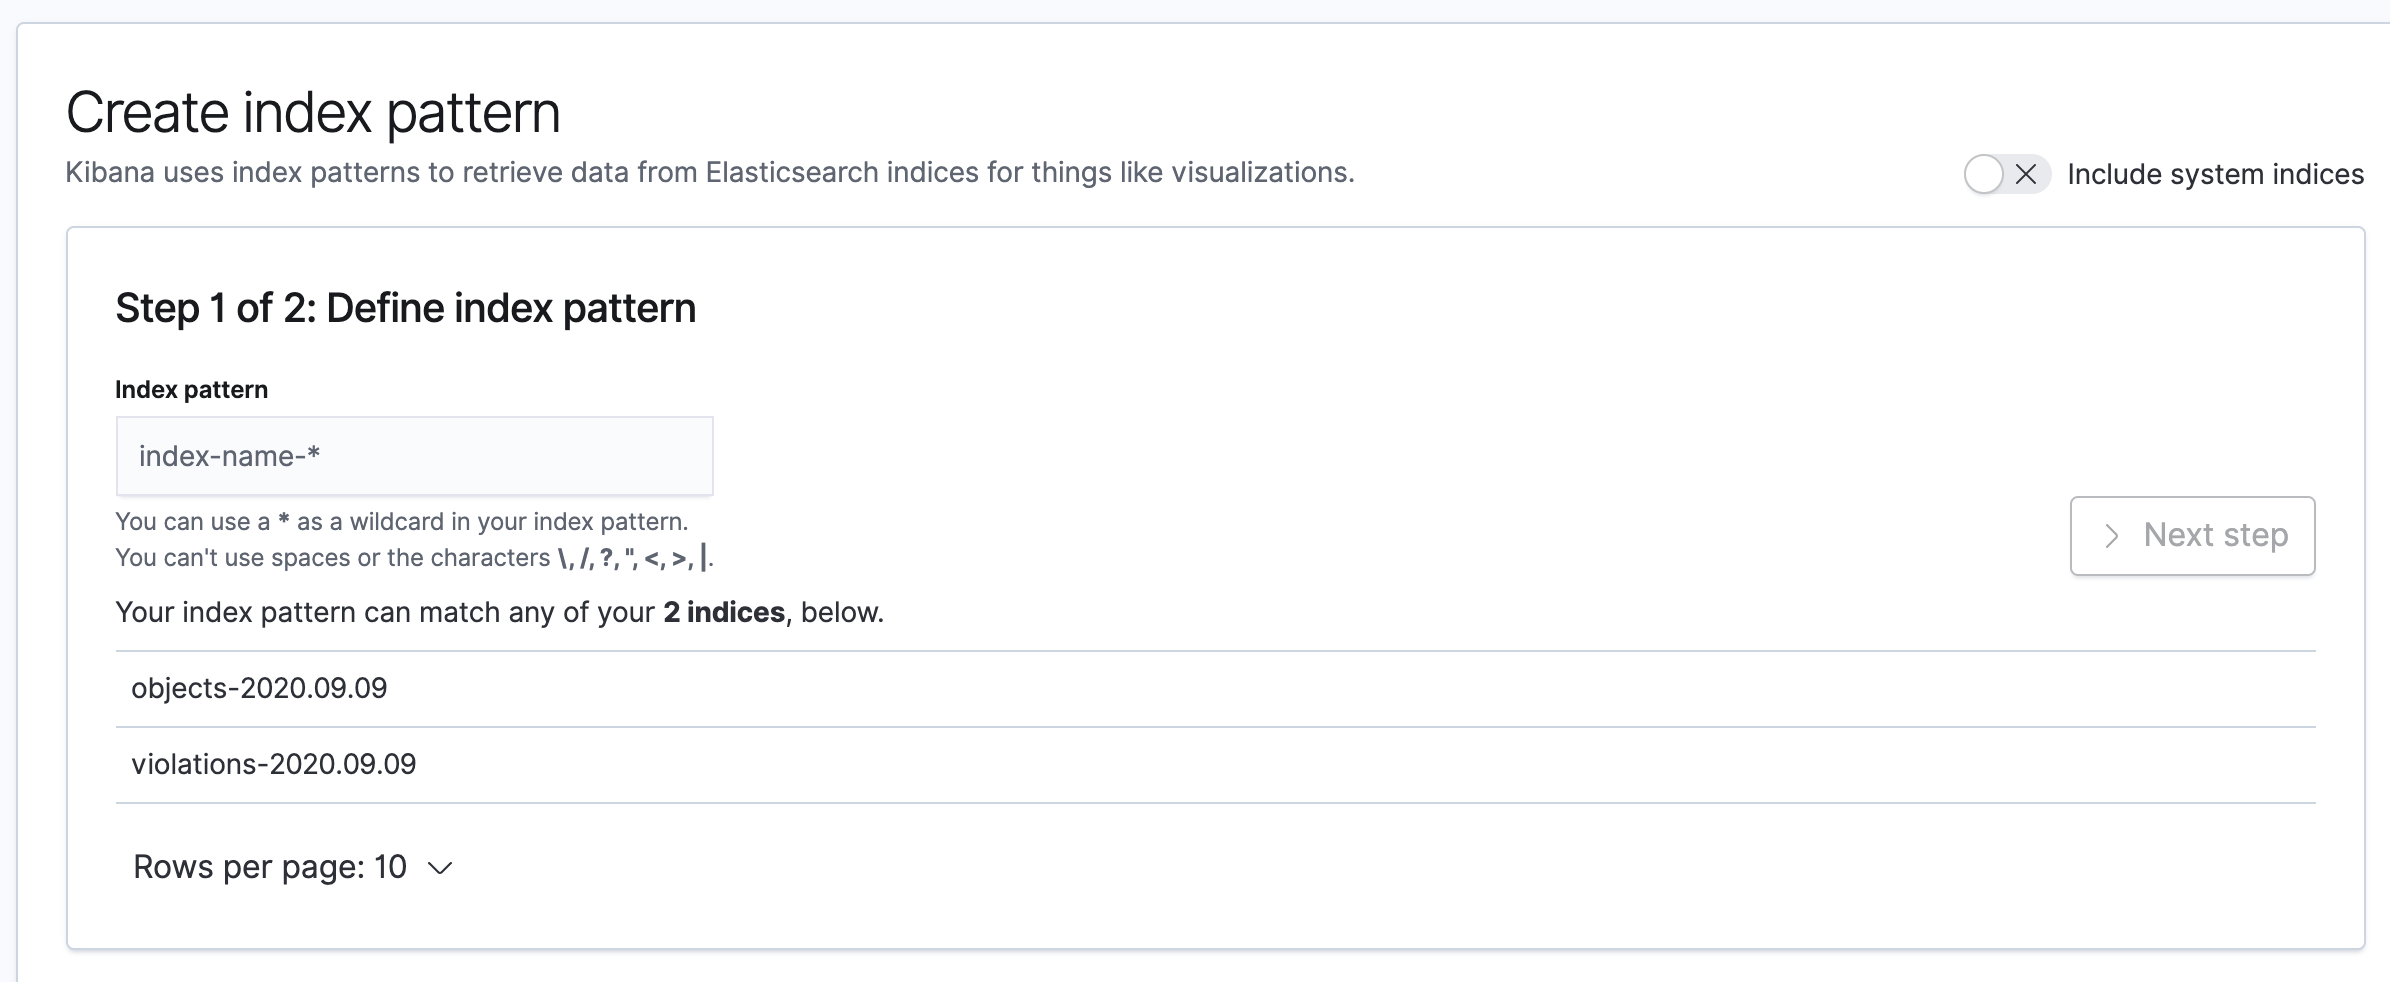 Create index pattern
Kibana uses index patterns to retrieve data from Elasticsearch indices for things like visualizations.
Include system indices
Step 1 of 2: Define index pattern
Index pattern
index-name-*
You can use a * as a wildcard in your index pattern.
You can't use spaces or the characters \, /, ?, ", <, >, |.
Next step
Your index pattern can match any of your 2 indices, below.
objects-2020.09.09
violations-2020.09.09
Rows per page: 10